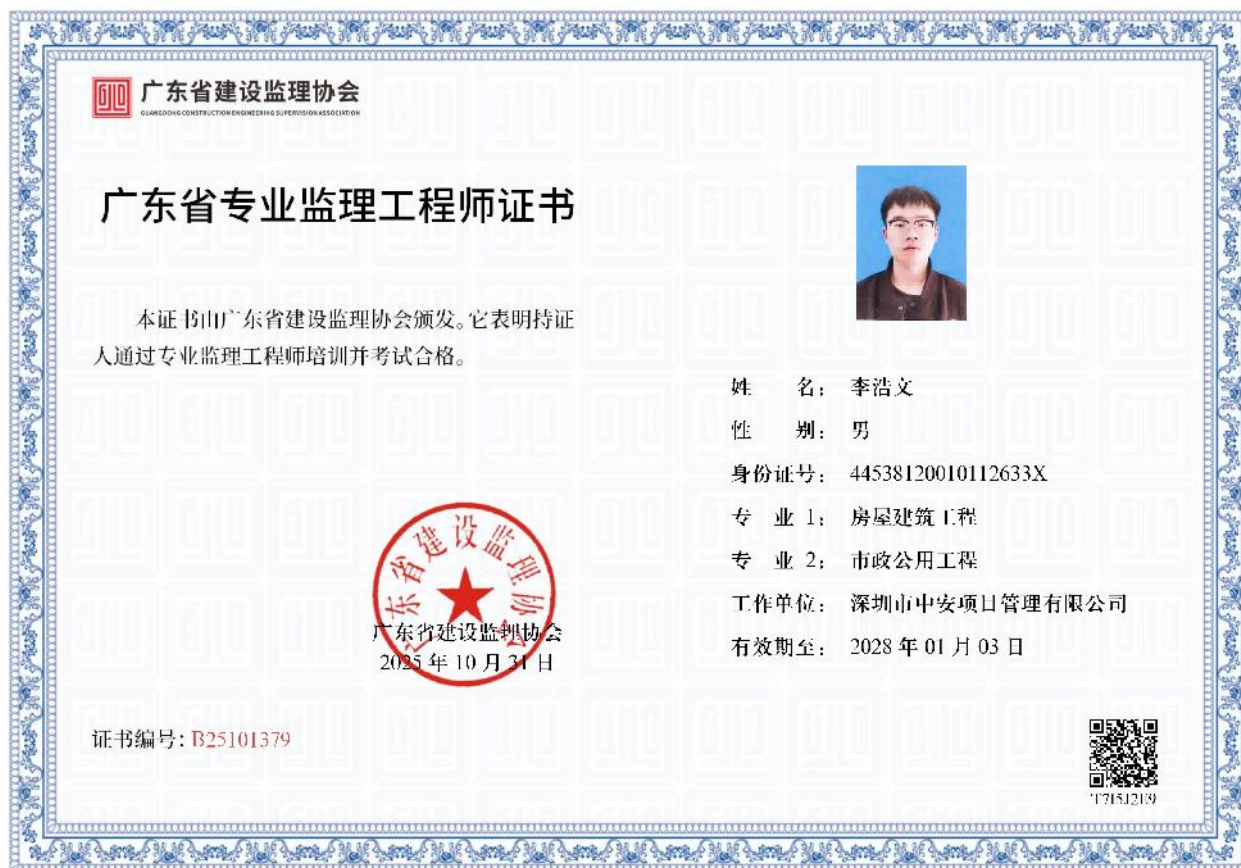 广东省建设监理协会
GUANGDONG CONSTRUCTION ENGINEERING SUPERVISION ASSOCIATION
广东省专业监理工程师证书
本证书由广东省建设监理协会颁发。它表明持证
人通过专业监理工程师培训并考试合格。
姓 名: 李浩文
性 别: 男
身份证号: 44538120010112633X
专 业 1: 房屋建筑工程
专 业 2: 市政公用工程
工作单位: 深圳市中安项目管理有限公司
有效期至: 2028 年 01 月 03 日
广东省建设监理协会
广东省建设监理协会
2025 年 10 月 31 日
证书编号: B25101379